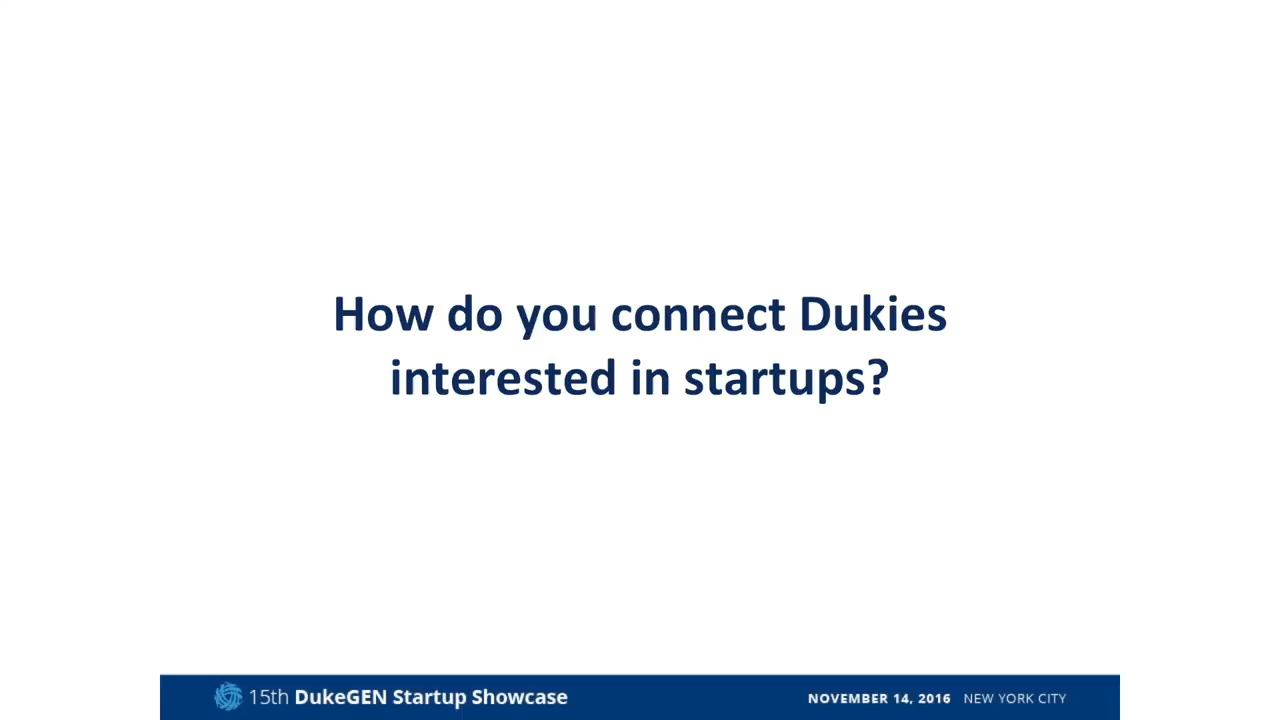 How do you connect Dukies
interested in startups?
15th DukeGEN Startup Showcase
NOVEMBER 14, 2016 NEW YORK CITY